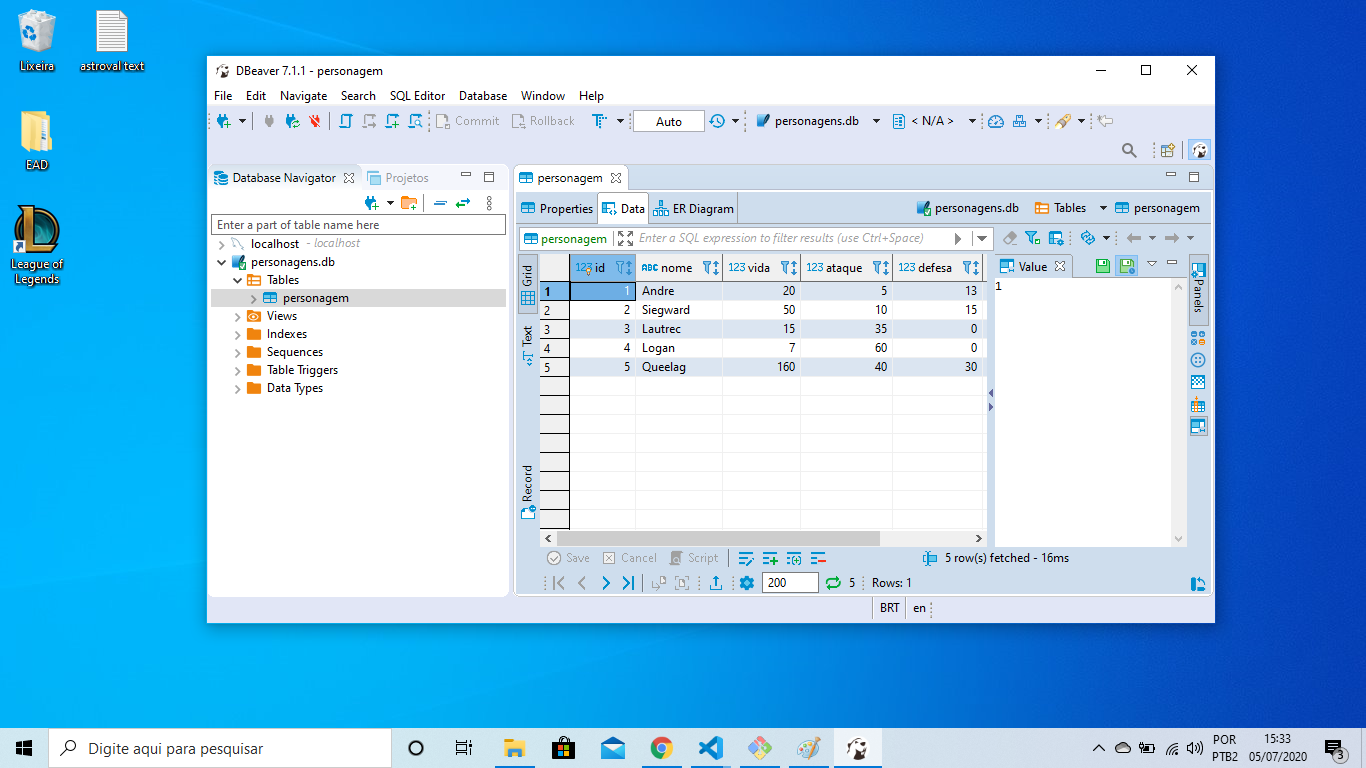 Lixeira
astroval text
EAD
League of
Legends
DBeaver 7.1.1 - personagem
File Edit Navigate Search SQL Editor Database Window Help
Commit Rollback Auto personagens.db < N/A >
Database Navigator Projetos
Enter a part of table name here
localhost - localhost
personagens.db
Tables
personagem
Views
Indexes
Sequences
Table Triggers
Data Types
personagem
Properties Data ER Diagram personagens.db Tables personagem
personagem Enter a SQL expression to filter results (use Ctrl+Space)
Grid
Text
Record
123 id ABC nome 123 vida 123 ataque 123 defesa
1 1 Andre 20 5 13
2 2 Siegward 50 10 15
3 3 Lautrec 15 35 0
4 4 Logan 7 60 0
5 5 Queelag 160 40 30
Value
1
Panels
Save Cancel Script 5 row(s) fetched - 16ms
200 5 Rows: 1
BRT en
Digite aqui para pesquisar
POR
PTB2
15:33
05/07/2020
3